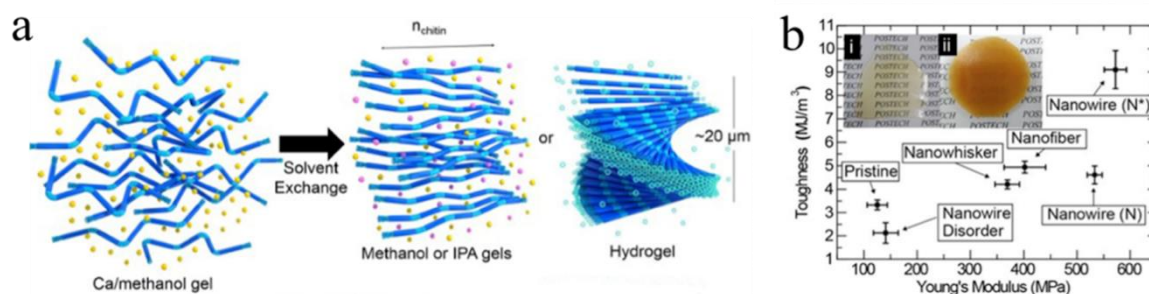 a
n_chitin
Solvent
Exchange
or
~20 μm
Ca/methanol gel
Methanol or IPA gels
Hydrogel
b
Toughness (MJ/m³)
11
10
9
8
7
6
5
4
3
2
1
i
ii
POSTECH
Nanowire (N*)
Nanofiber
Nanowhisker
Pristine
Nanowire
Disorder
Nanowire (N)
100 200 300 400 500 600
Young's Modulus (MPa)